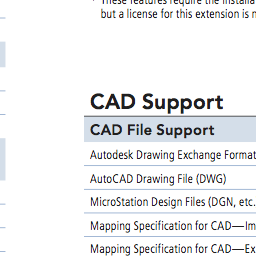 These features require the installa
but a license for this extension is n
CAD Support
CAD File Support
Autodesk Drawing Exchange Format
AutoCAD Drawing File (DWG)
MicroStation Design Files (DGN, etc.
Mapping Specification for CAD—Im
Mapping Specification for CAD—Ex